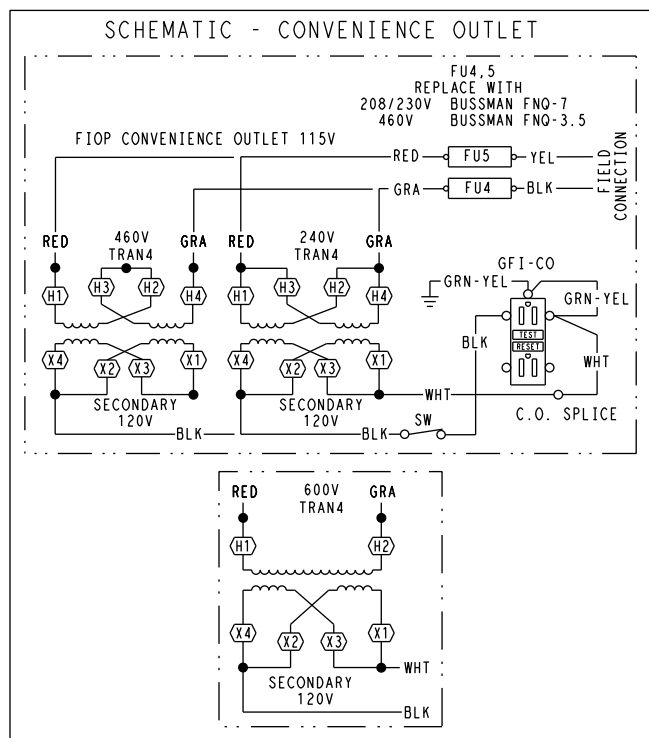 SCHEMATIC - CONVENIENCE OUTLET
FU4,5
REPLACE WITH
208/230V BUSSMAN FNQ-7
460V BUSSMAN FNQ-3.5
FIOP CONVENIENCE OUTLET 115V
RED FU5 YEL
GRA FU4 BLK
FIELD
CONNECTION
RED 460V GRA RED 240V GRA
TRAN4 TRAN4
H1 H3 H2 H4 H1 H3 H2 H4
GFI-CO
GRN-YEL
GRN-YEL
TEST
RESET
BLK
WHT
X4 X2 X3 X1 X4 X2 X3 X1
SECONDARY SECONDARY WHT
120V 120V
C.O. SPLICE
BLK BLK SW
RED 600V GRA
TRAN4
H1 H2
X4 X2 X3 X1
WHT
SECONDARY
120V
BLK